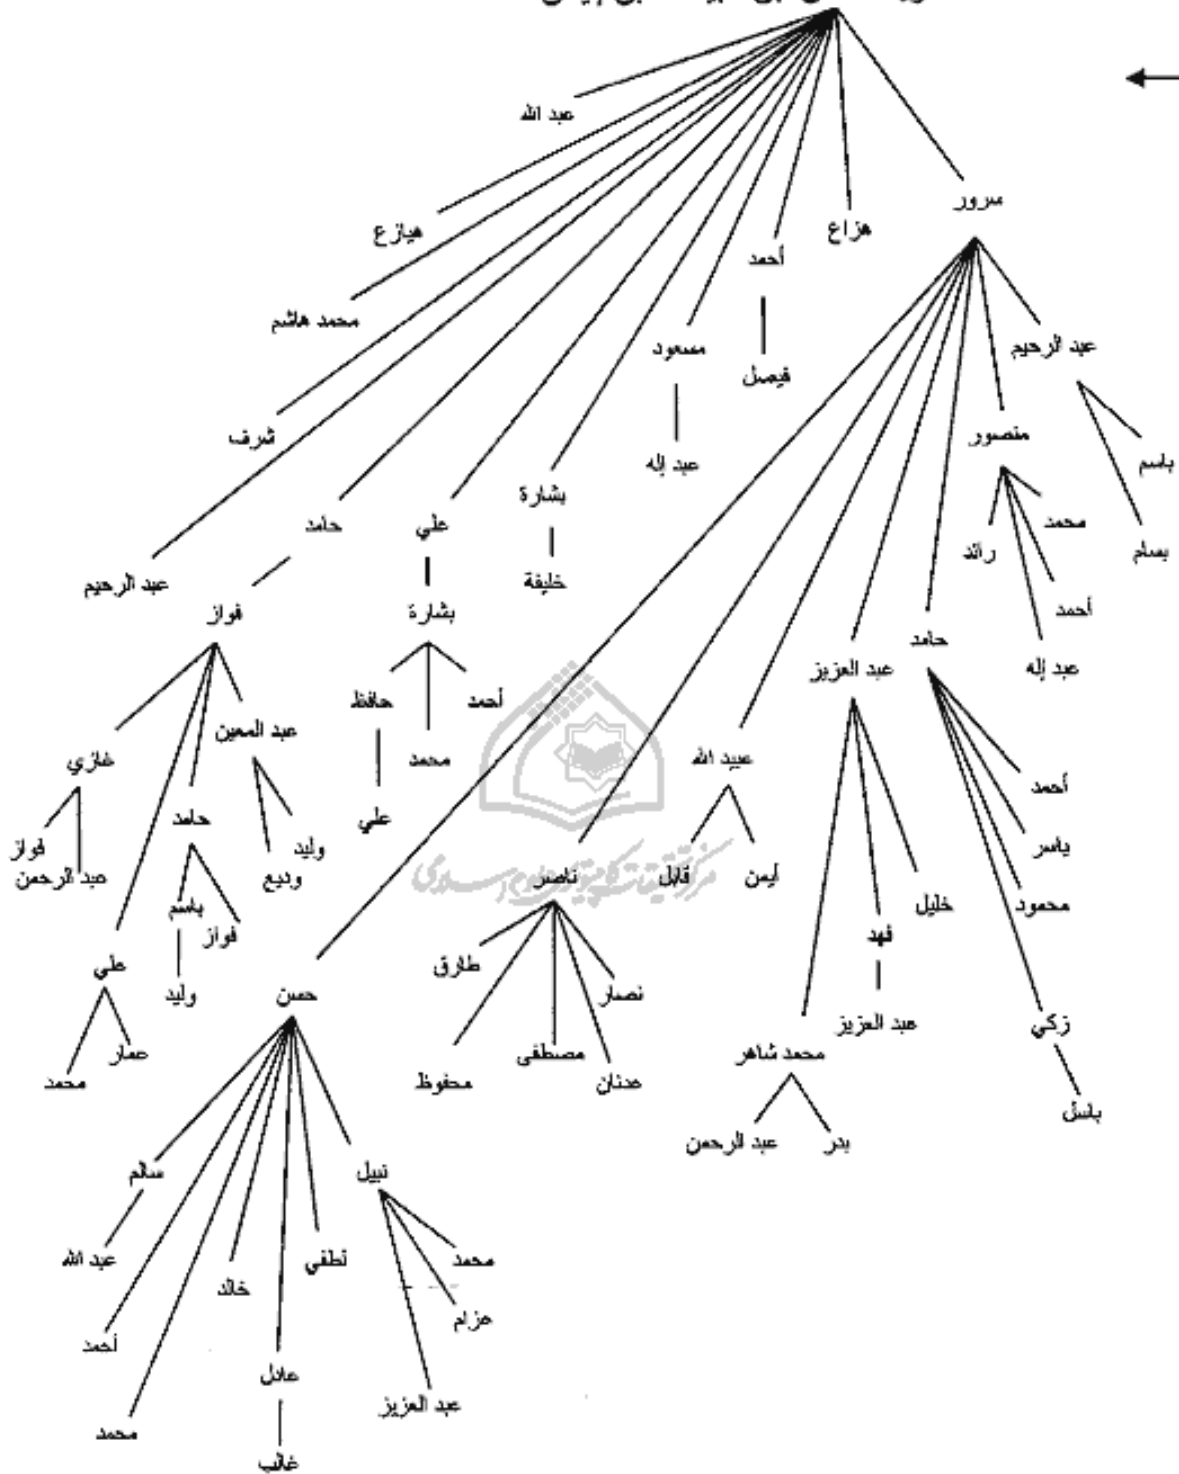 عبد الله
سرور
هزاع
هيازع
أحمد
محمد هاشم
عبد الرحيم
مسعود
فيصل
منصور
شرف
باسم
عبد إله
بشارة
محمد
علي
حامد
رائد
بسام
خليفة
عبد الرحيم
أحمد
بشارة
فواز
حامد
عبد إله
عبد العزيز
أحمد
حافظ
عبد المعين
عبيد الله
محمد
غازي
أحمد
علي
حامد
ياسر
وليد
فواز
أيمن
قابل
ناصر
وديع
عبد الرحمن
محمود
خليل
باسم
فهد
فواز
طارق
علي
نصار
حسن
وليد
زكي
عبد العزيز
محمد شاهر
مصطفى
عمار
عدنان
محفوظ
محمد
باسل
بدر
عبد الرحمن
نبيل
سالم
محمد
لطفي
عبد الله
خالد
عزام
أحمد
عادل
عبد العزيز
محمد
غالب